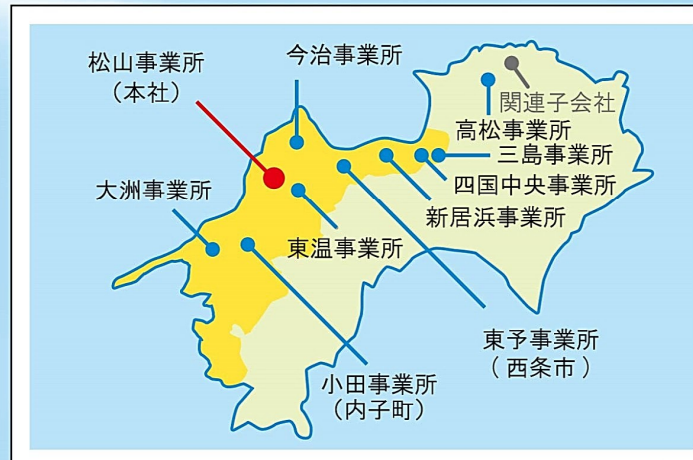 今治事業所
松山事業所
（本社）
関連子会社
高松事業所
三島事業所
四国中央事業所
新居浜事業所
大洲事業所
東温事業所
東予事業所
（西条市）
小田事業所
（内子町）